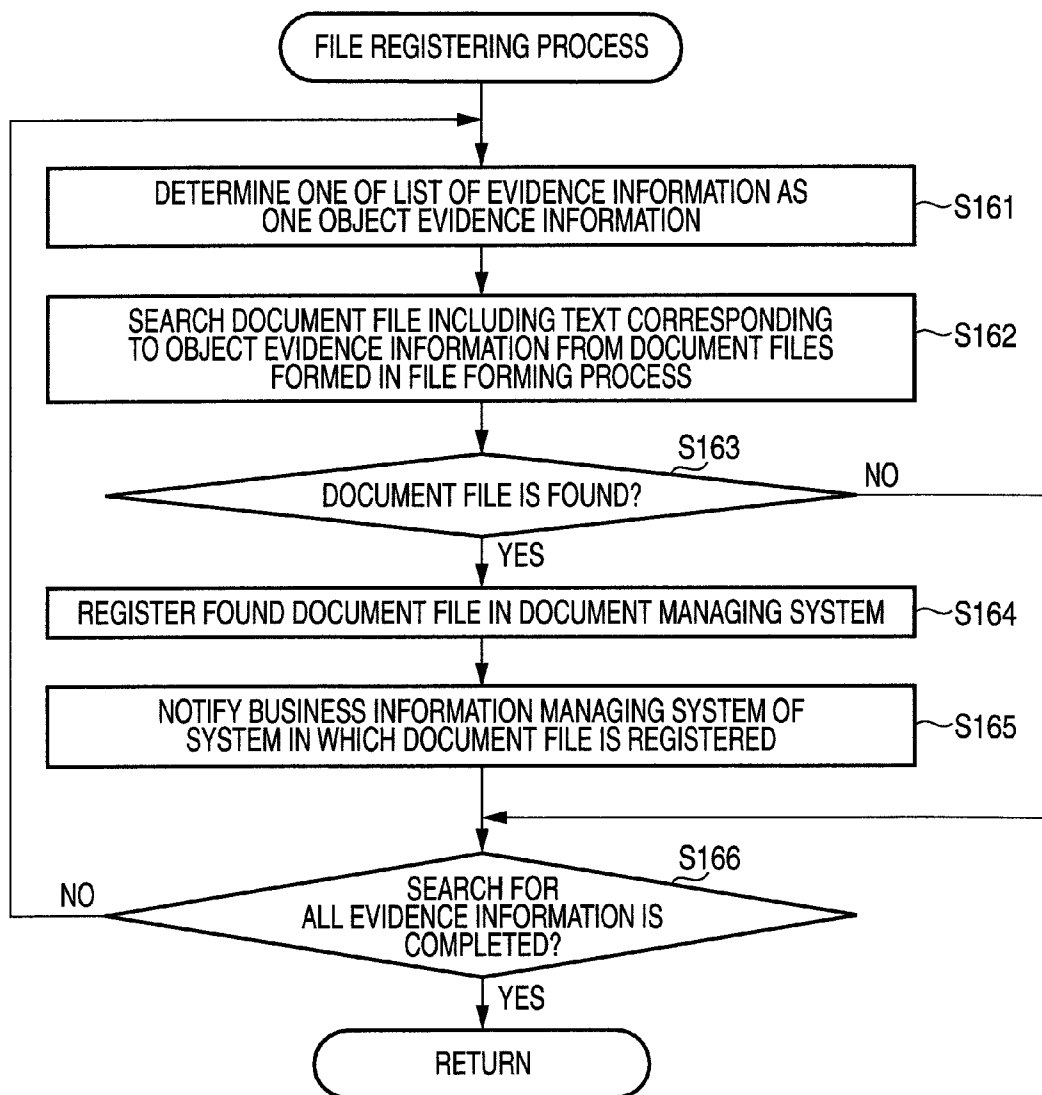 FILE REGISTERING PROCESS
DETERMINE ONE OF LIST OF EVIDENCE INFORMATION AS
ONE OBJECT EVIDENCE INFORMATION
S161
SEARCH DOCUMENT FILE INCLUDING TEXT CORRESPONDING
TO OBJECT EVIDENCE INFORMATION FROM DOCUMENT FILES
FORMED IN FILE FORMING PROCESS
S162
S163
DOCUMENT FILE IS FOUND?
NO
YES
REGISTER FOUND DOCUMENT FILE IN DOCUMENT MANAGING SYSTEM
S164
NOTIFY BUSINESS INFORMATION MANAGING SYSTEM OF
SYSTEM IN WHICH DOCUMENT FILE IS REGISTERED
S165
S166
NO
SEARCH FOR
ALL EVIDENCE INFORMATION IS
COMPLETED?
YES
RETURN